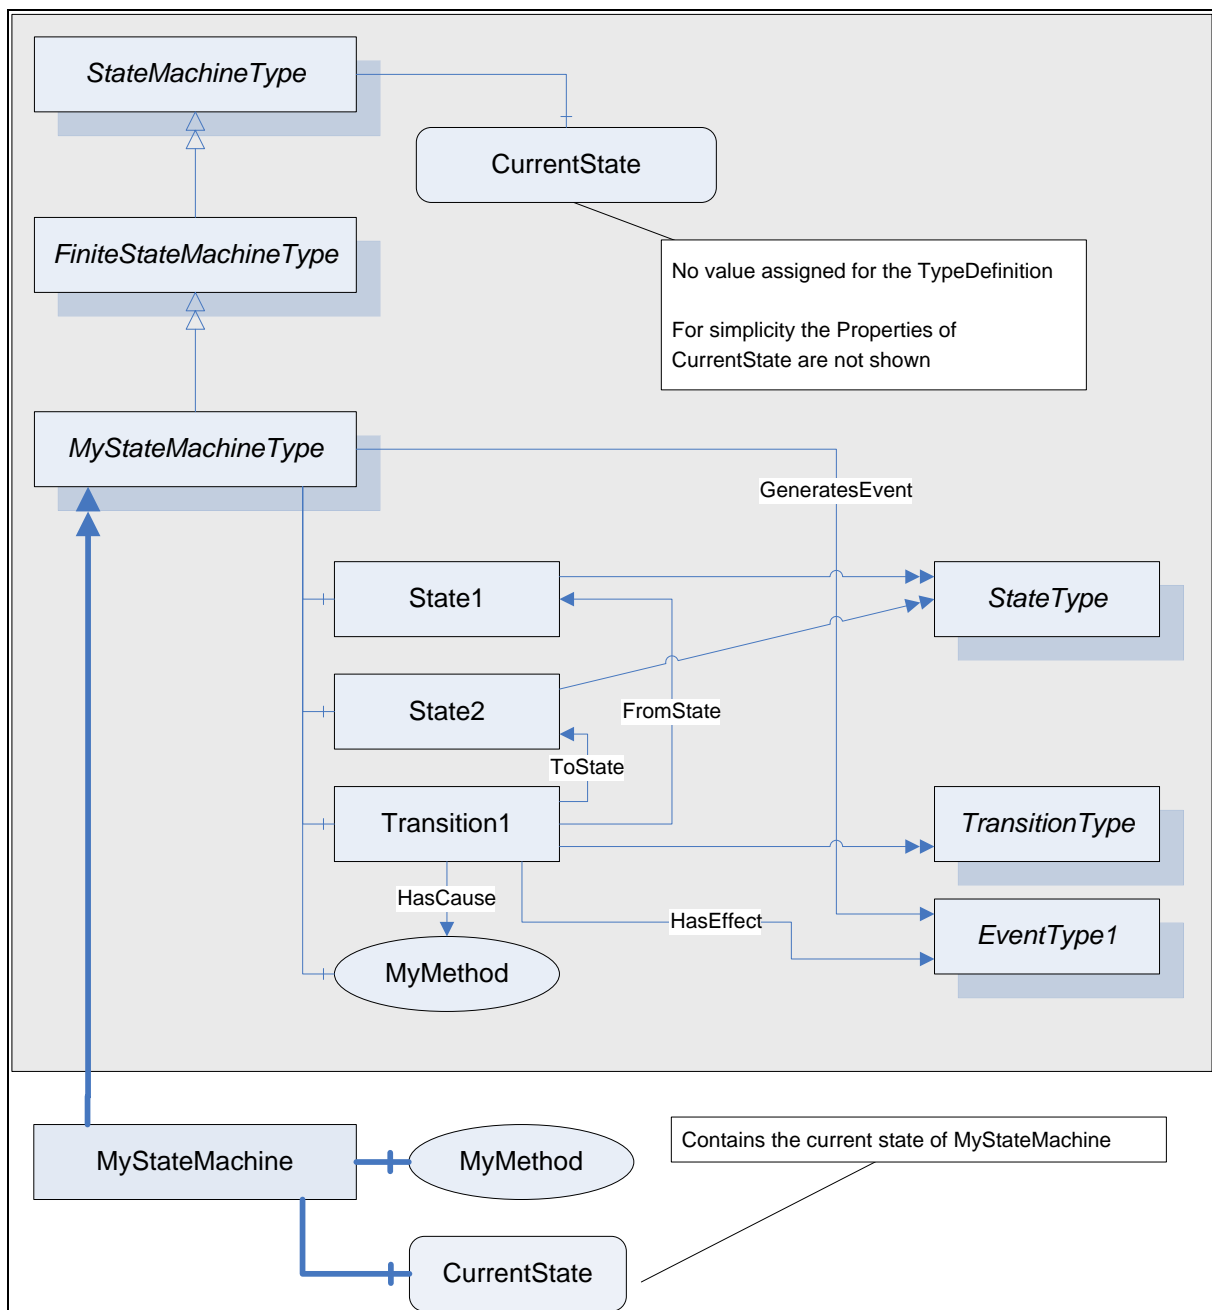 StateMachineType
CurrentState
FiniteStateMachineType
No value assigned for the TypeDefinition
For simplicity the Properties of
CurrentState are not shown
MyStateMachineType
GeneratesEvent
State1
StateType
State2
FromState
ToState
Transition1
TransitionType
HasCause
HasEffect
EventType1
MyMethod
Contains the current state of MyStateMachine
MyStateMachine
MyMethod
CurrentState